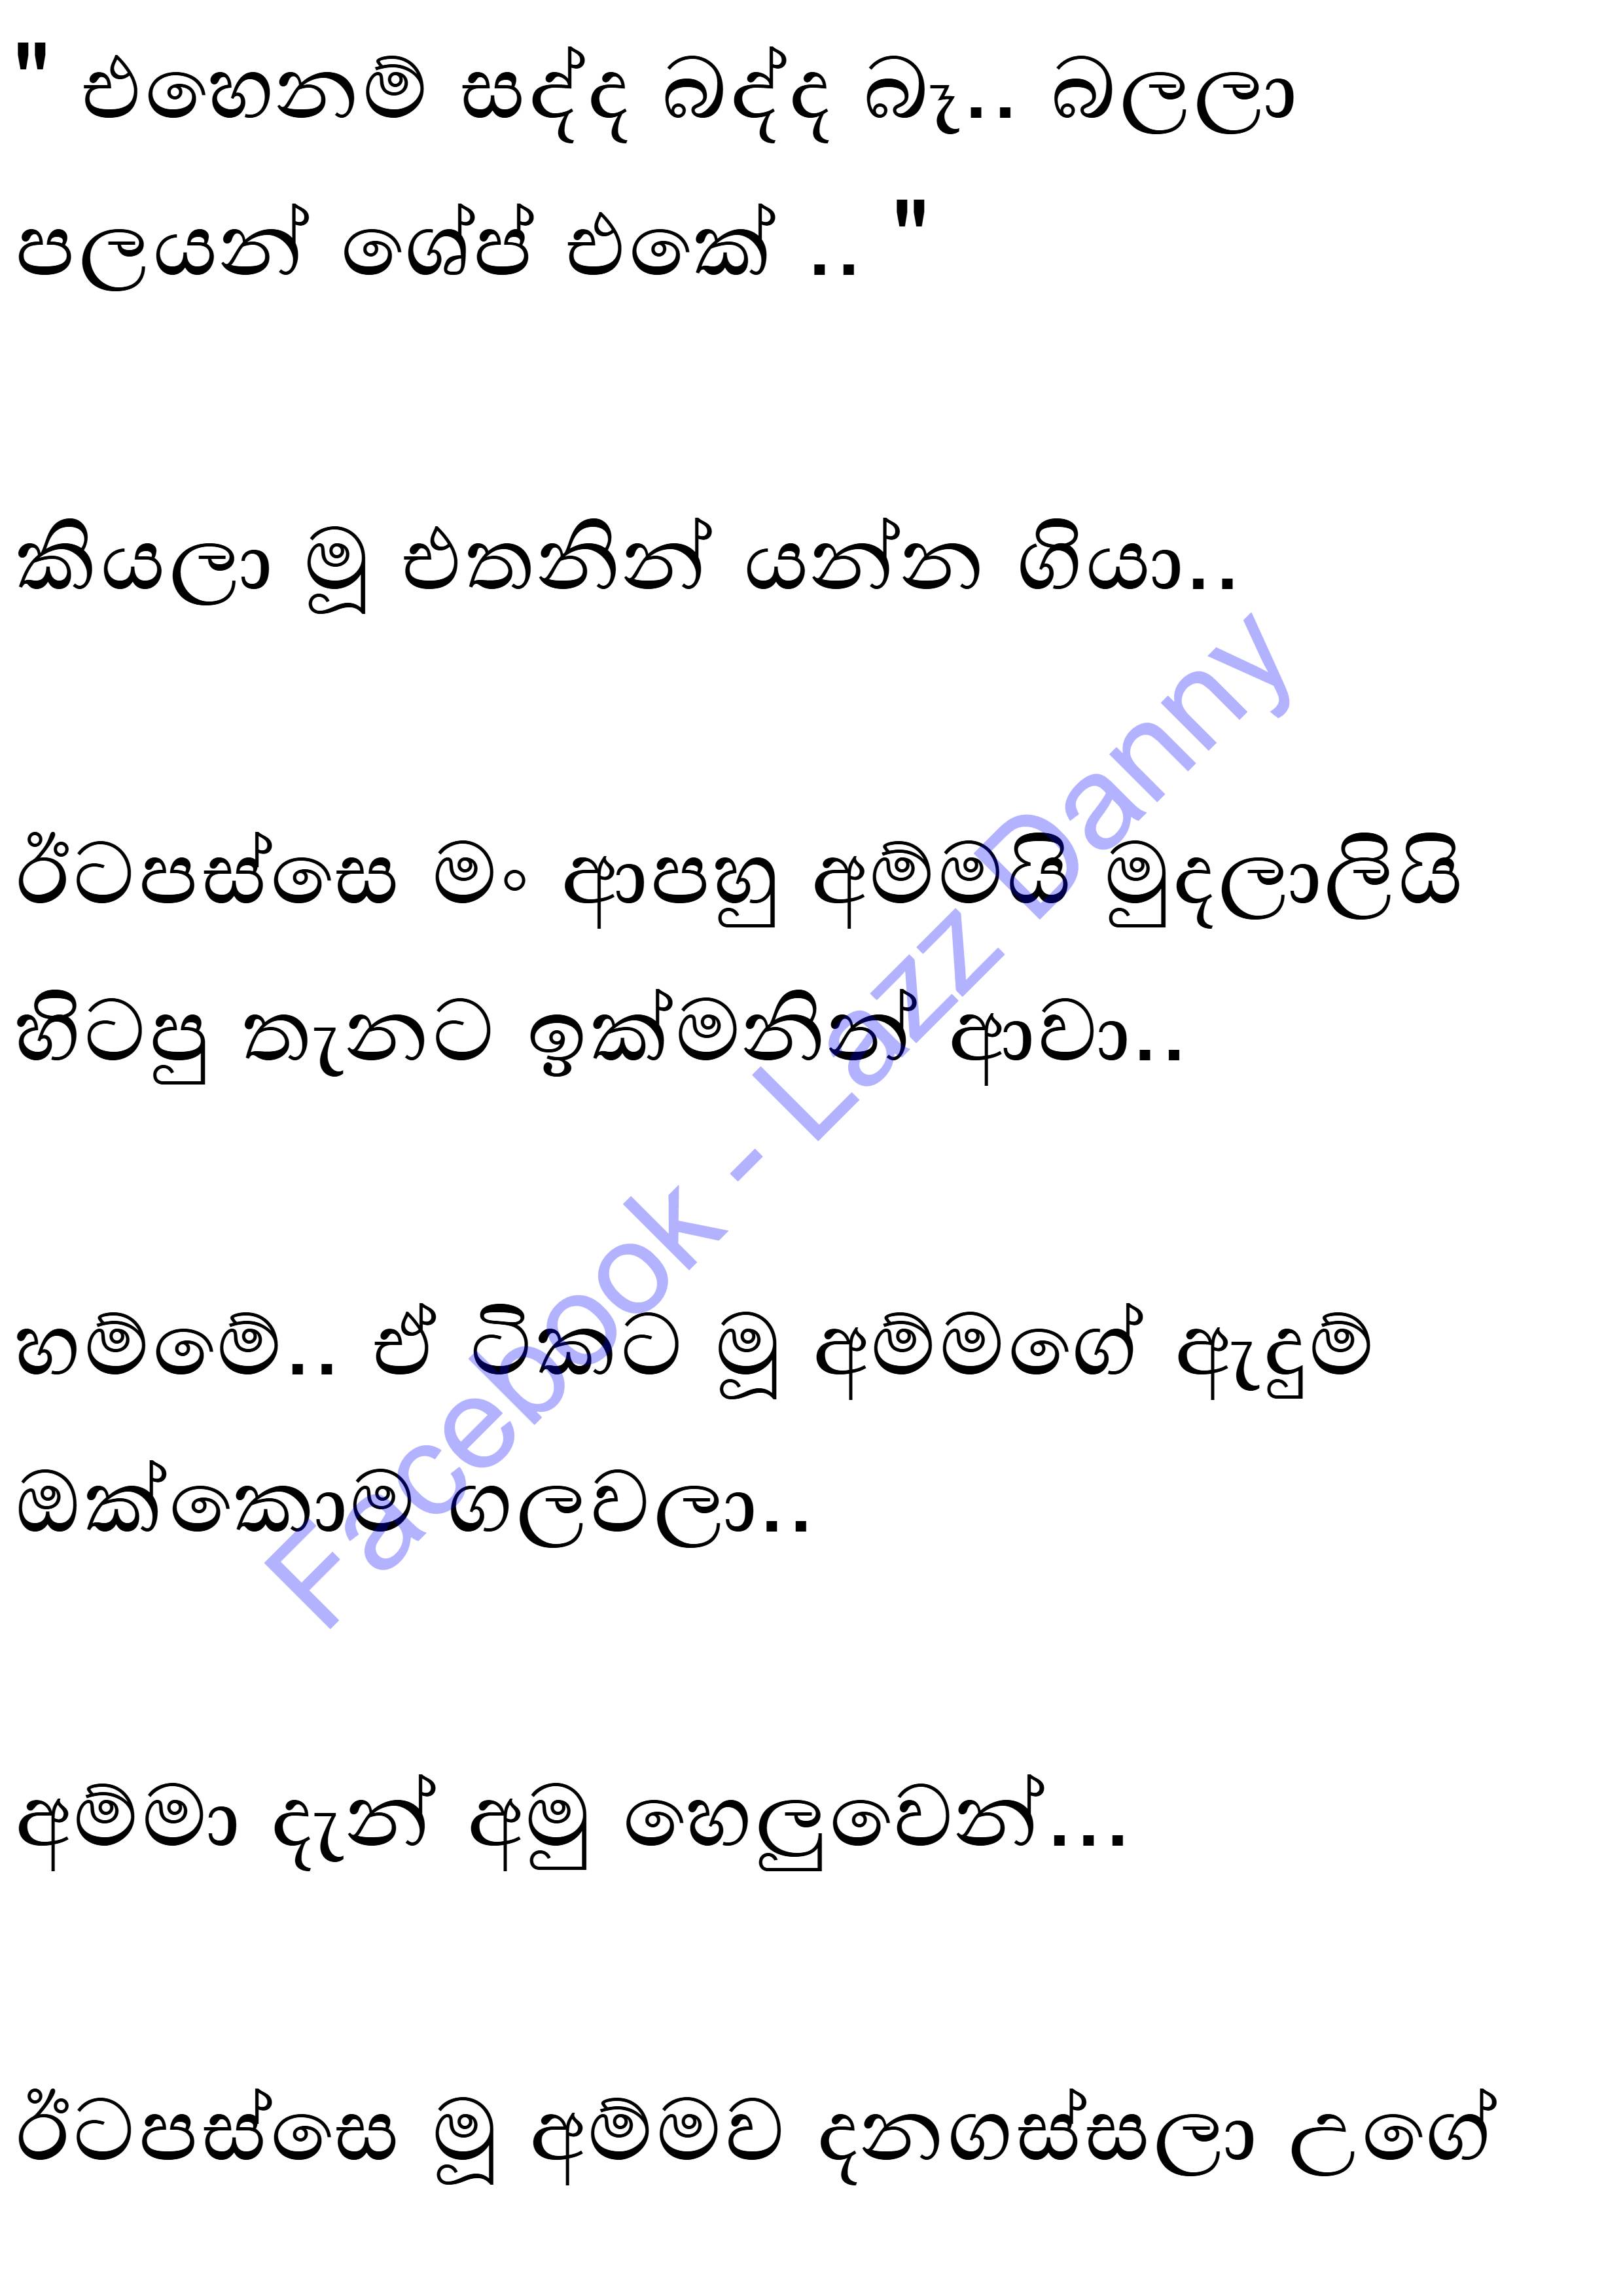 " එහෙනම් සද්ද බද්ද බෑ.. බලලා
පලයන් ශේප් එකේ .. "
කියලා මූ එතනින් යන්න ගියා..
ඊටපස්සෙ මං ආපහු අම්මයි මුදලාලියි
හිටපු තැනට ඉක්මනින් ආවා..
හම්මේ.. ඒ ටිකට මූ අම්මගේ ඇදුම්
ඔක්කොම ගලවලා..
අම්මා දැන් අමු හෙලුවෙන්...
ඊටපස්සෙ මූ අම්මව දනගස්සලා උගේ
Facebook - Lazz Danny